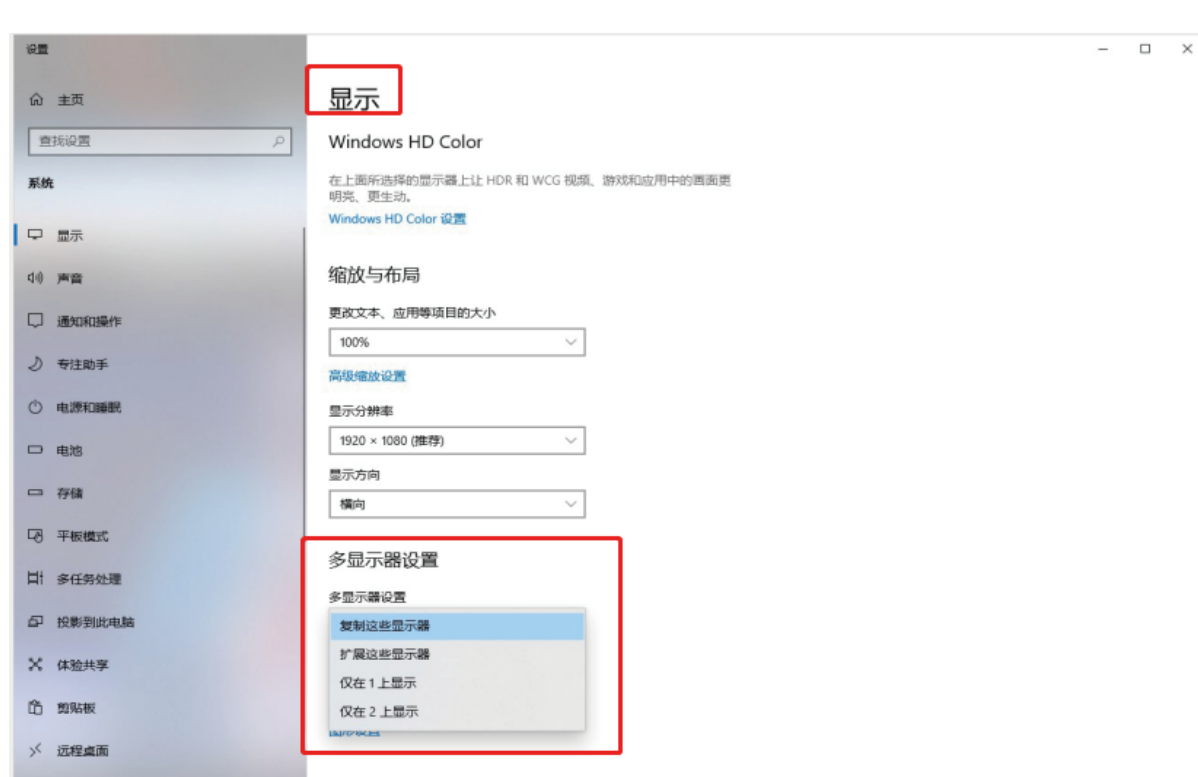 设置
主页
查找设置
系统
显示
声音
通知和操作
专注助手
电源和睡眠
电池
存储
平板模式
多任务处理
投影到此电脑
体验共享
剪贴板
远程桌面
显示
Windows HD Color
在上面所选择的显示器上让 HDR 和 WCG 视频、游戏和应用中的画面更
明亮、更生动。
Windows HD Color 设置
缩放与布局
更改文本、应用等项目的大小
100%
高级缩放设置
显示分辨率
1920 × 1080 (推荐)
显示方向
横向
多显示器设置
多显示器设置
复制这些显示器
扩展这些显示器
仅在 1 上显示
仅在 2 上显示
图形设置